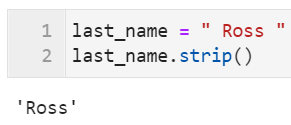 1 last_name = " Ross "
2 last_name.strip()
'Ross'